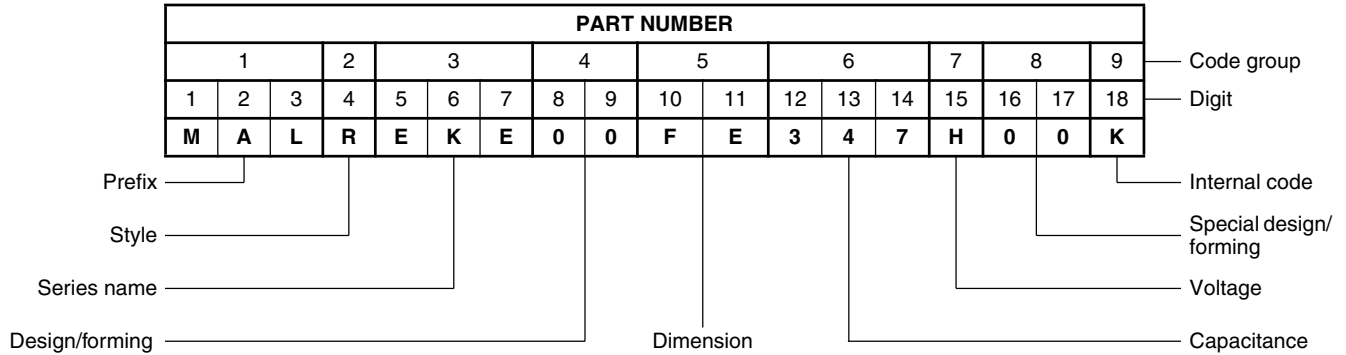 PART NUMBER
1 2 3 4 5 6 7 8 9 Code group
1 2 3 4 5 6 7 8 9 10 11 12 13 14 15 16 17 18 Digit
M A L R E K E 0 0 F E 3 4 7 H 0 0 K
Prefix Internal code
Style Special design/
forming
Series name Voltage
Design/forming Dimension Capacitance